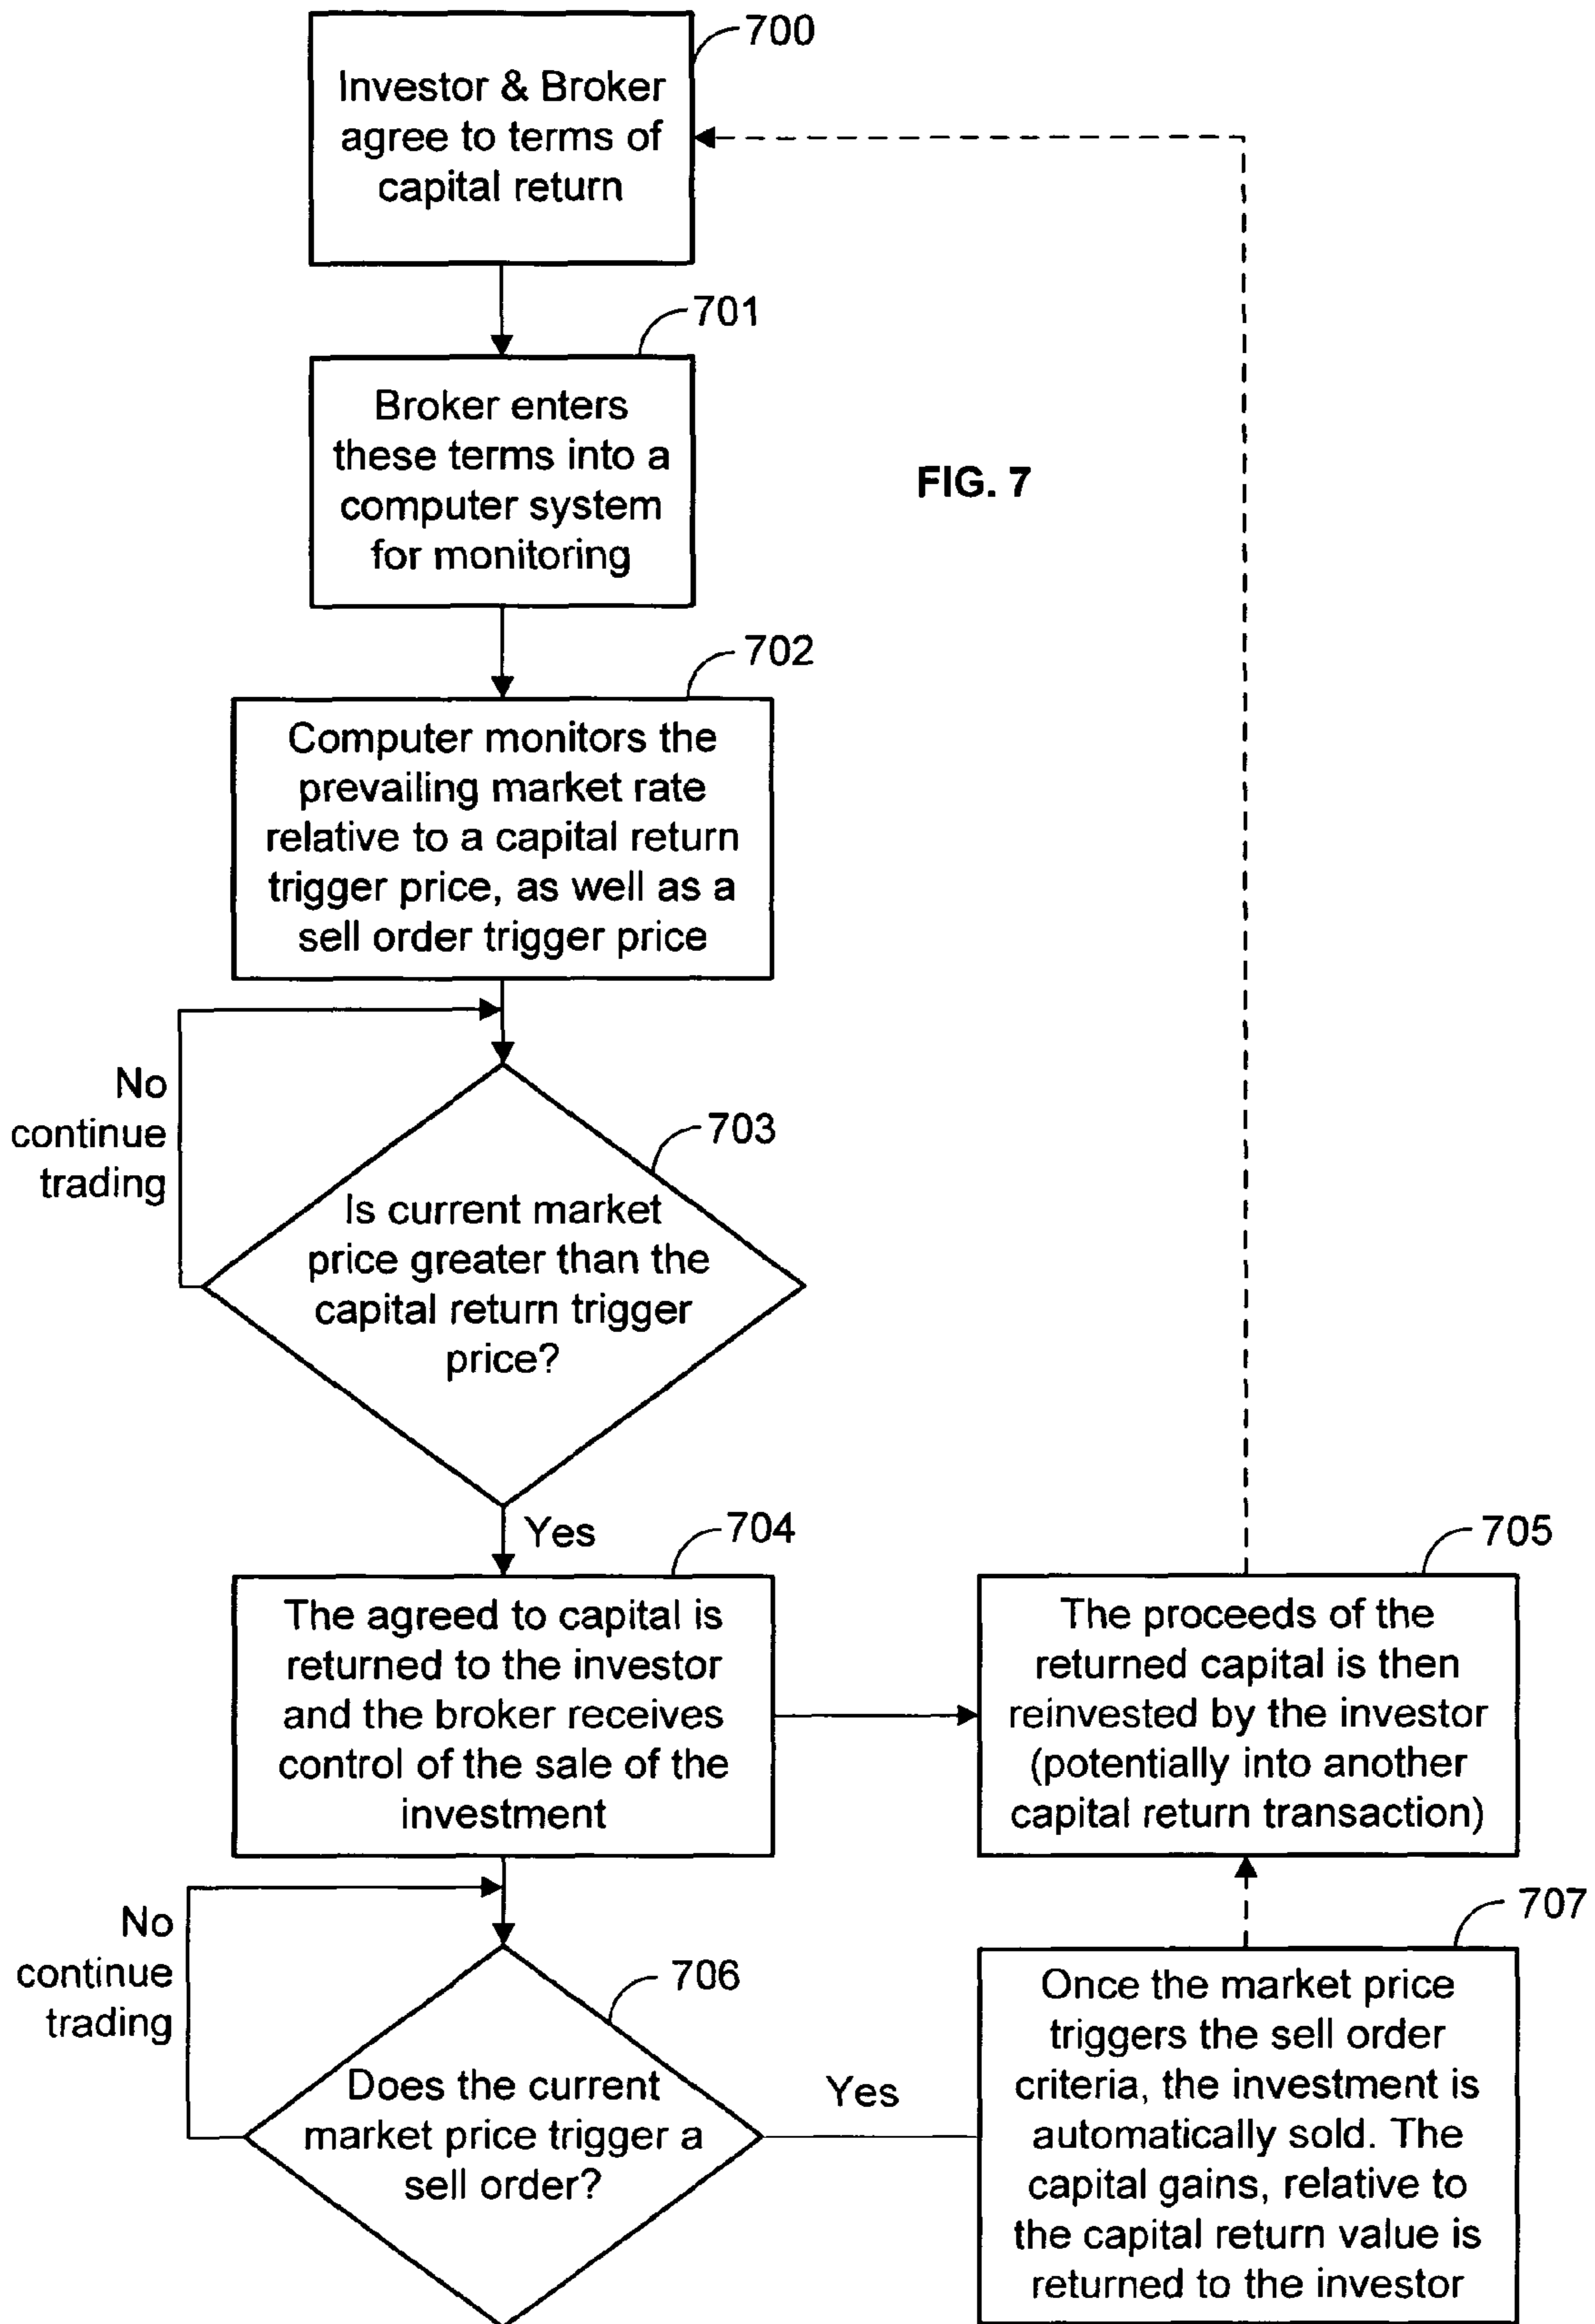 700
Investor & Broker
agree to terms of
capital return
701
Broker enters
these terms into a
computer system
for monitoring
FIG. 7
702
Computer monitors the
prevailing market rate
relative to a capital return
trigger price, as well as a
sell order trigger price
No
continue
trading
703
Is current market
price greater than the
capital return trigger
price?
Yes
704
The agreed to capital is
returned to the investor
and the broker receives
control of the sale of the
investment
705
The proceeds of the
returned capital is then
reinvested by the investor
(potentially into another
capital return transaction)
No
continue
trading
706
Does the current
market price trigger a
sell order?
Yes
707
Once the market price
triggers the sell order
criteria, the investment is
automatically sold. The
capital gains, relative to
the capital return value is
returned to the investor